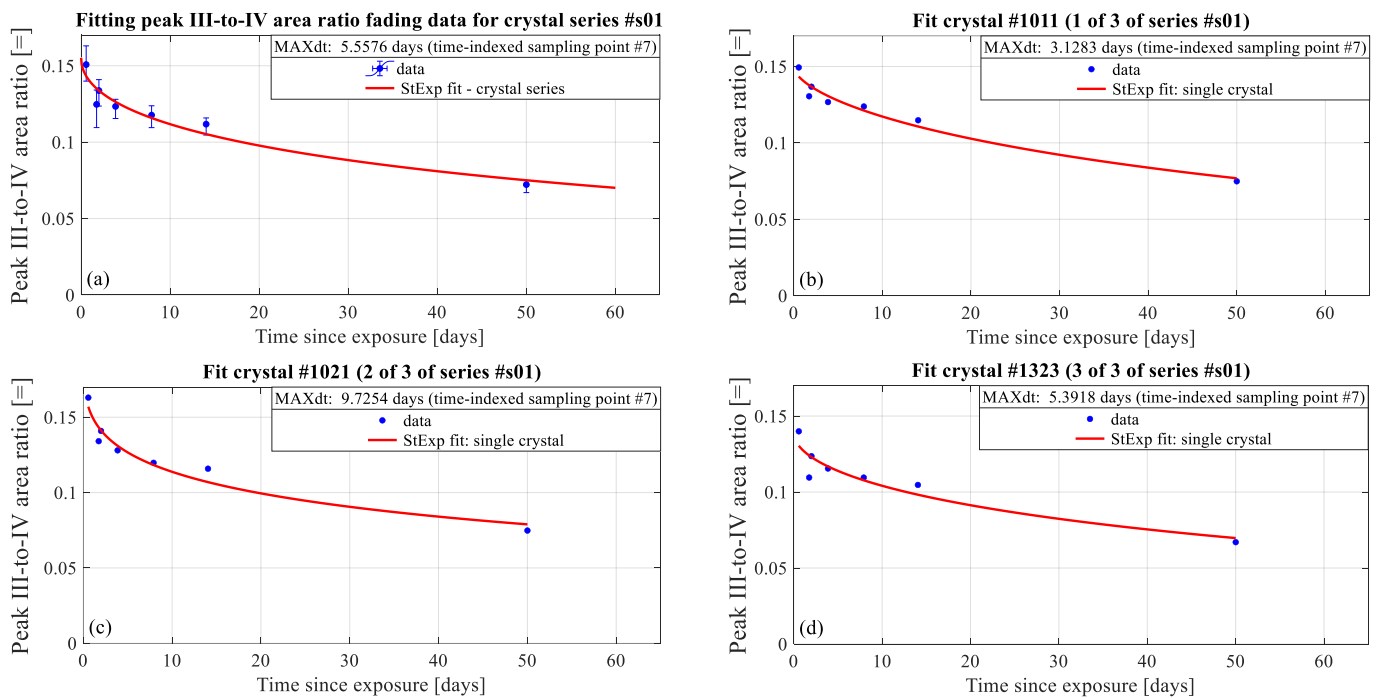 Fitting peak III-to-IV area ratio fading data for crystal series #s01
MAXdt: 5.5576 days (time-indexed sampling point #7)
data
StExp fit - crystal series
Peak III-to-IV area ratio [=]
0.15
0.1
0.05
0
(a)
0 10 20 30 40 50 60
Time since exposure [days]
Fit crystal #1011 (1 of 3 of series #s01)
MAXdt: 3.1283 days (time-indexed sampling point #7)
data
StExp fit: single crystal
Peak III-to-IV area ratio [=]
0.15
0.1
0.05
0
(b)
0 10 20 30 40 50 60
Time since exposure [days]
Fit crystal #1021 (2 of 3 of series #s01)
MAXdt: 9.7254 days (time-indexed sampling point #7)
data
StExp fit: single crystal
Peak III-to-IV area ratio [=]
0.15
0.1
0.05
0
(c)
0 10 20 30 40 50 60
Time since exposure [days]
Fit crystal #1323 (3 of 3 of series #s01)
MAXdt: 5.3918 days (time-indexed sampling point #7)
data
StExp fit: single crystal
Peak III-to-IV area ratio [=]
0.15
0.1
0.05
0
(d)
0 10 20 30 40 50 60
Time since exposure [days]